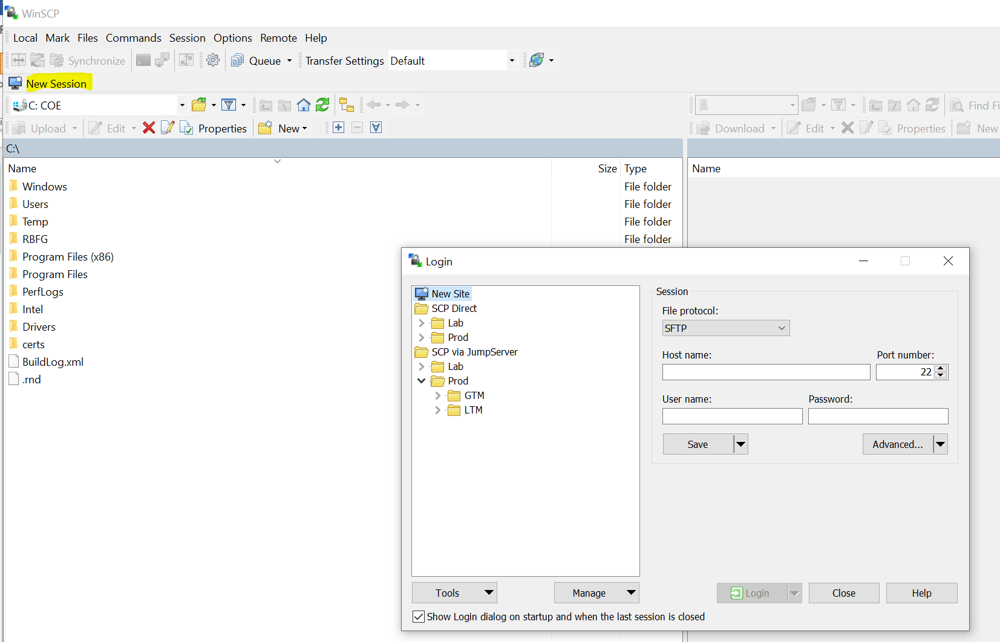 WinSCP
Local Mark Files Commands Session Options Remote Help
Synchronize Queue Transfer Settings Default
New Session
C: COE Find Fi
Upload Edit Properties New Download Edit Properties New
C:\
Name Size Type Name
Windows File folder
Users File folder
Temp File folder
RBFG File folder
Program Files (x86)
Program Files
PerfLogs
Intel
Drivers
certs
BuildLog.xml
.rnd
Login
New Site
SCP Direct
Lab
Prod
SCP via JumpServer
Lab
Prod
GTM
LTM
Session
File protocol:
SFTP
Host name: Port number:
22
User name: Password:
Save Advanced...
Tools Manage Login Close Help
Show Login dialog on startup and when the last session is closed